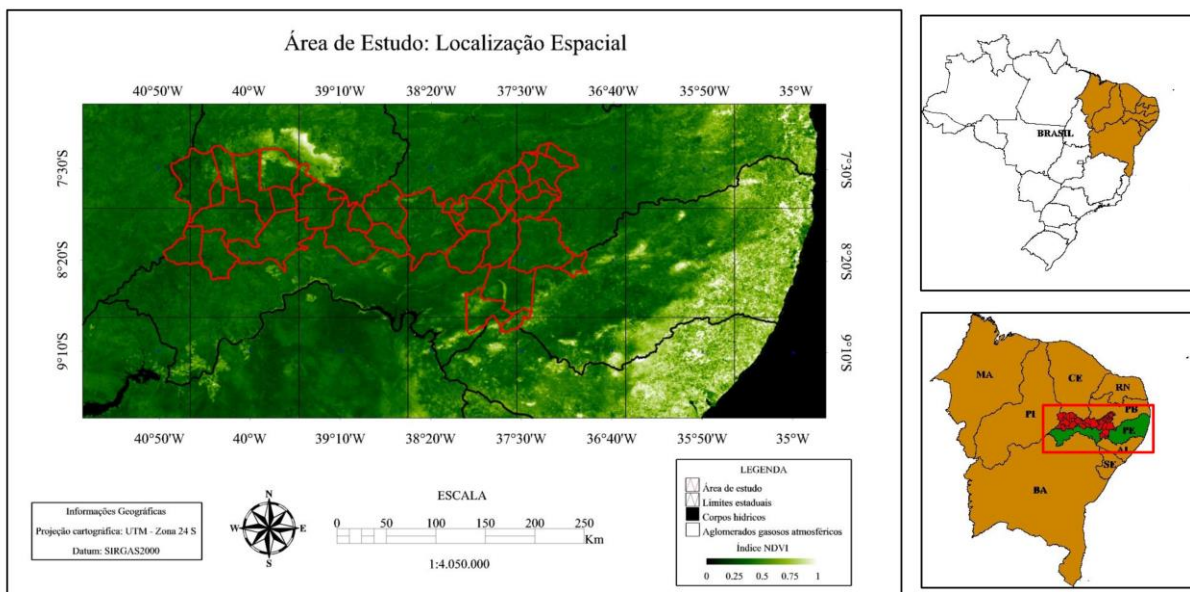 Área de Estudo: Localização Espacial
40°50'W 40°W 39°10'W 38°20'W 37°30'W 36°40'W 35°50'W 35°W
7°30'S 7°30'S
8°20'S 8°20'S
9°10'S 9°10'S
40°50'W 40°W 39°10'W 38°20'W 37°30'W 36°40'W 35°50'W 35°W
Informações Geográficas
Projeção cartográfica: UTM - Zona 24 S
Datum: SIRGAS2000
N
W E
S
ESCALA
0 50 100 150 200 250
Km
1:4.050.000
LEGENDA
Área de estudo
Limites estaduais
Corpos hídricos
Aglomerados gasosos atmosféricos
Índice NDVI
0 0.25 0.5 0.75 1
BRASIL
MA
CE
RN
PI
PB
PE
AL
SE
BA